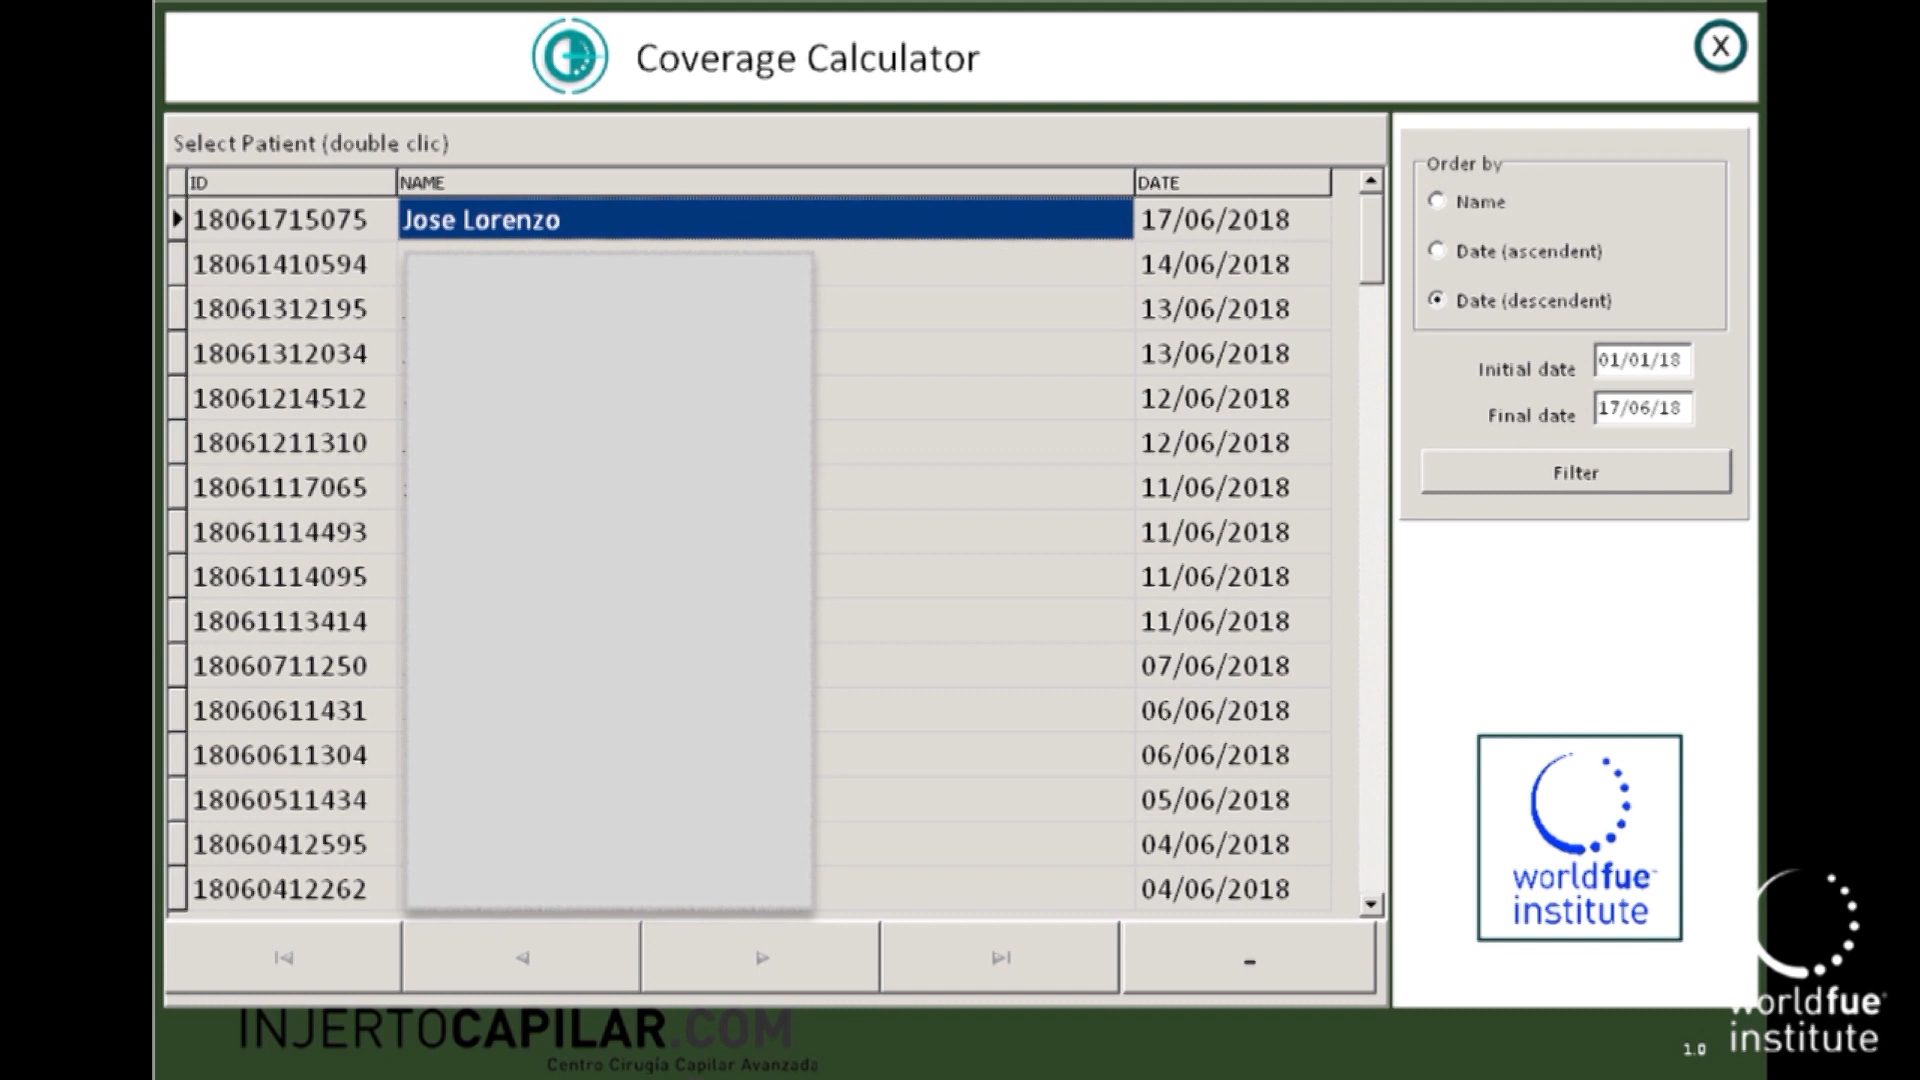 Coverage Calculator
X
Select Patient (double clic)
ID NAME DATE
18061715075 Jose Lorenzo 17/06/2018
18061410594 14/06/2018
18061312195 13/06/2018
18061312034 13/06/2018
18061214512 12/06/2018
18061211310 12/06/2018
18061117065 11/06/2018
18061114493 11/06/2018
18061114095 11/06/2018
18061113414 11/06/2018
18060711250 07/06/2018
18060611431 06/06/2018
18060611304 06/06/2018
18060511434 05/06/2018
18060412595 04/06/2018
18060412262 04/06/2018
Order by
Name
Date (ascendent)
Date (descendent)
Initial date 01/01/18
Final date 17/06/18
Filter
worldfue™
institute
INJERTOCAPILAR.COM
Centro Cirugía Capilar Avanzada
1.0
worldfue®
institute